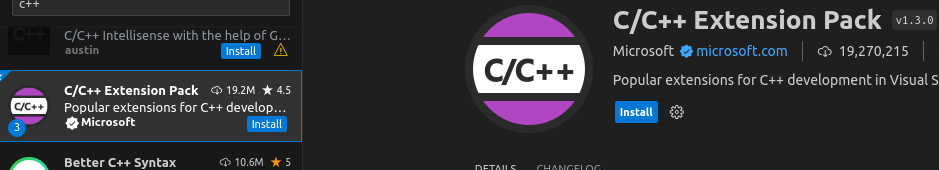 c++
C/C++ Intellisense with the help of G...
austin
Install
C/C++ Extension Pack 19.2M ★ 4.5
Popular extensions for C++ develop...
Microsoft
Install
C/C++
3
Better C++ Syntax 10.6M ★ 5
C/C++
C/C++ Extension Pack v1.3.0
Microsoft microsoft.com 19,270,215
Popular extensions for C++ development in Visual S
Install
DETAILS CHANGELOG